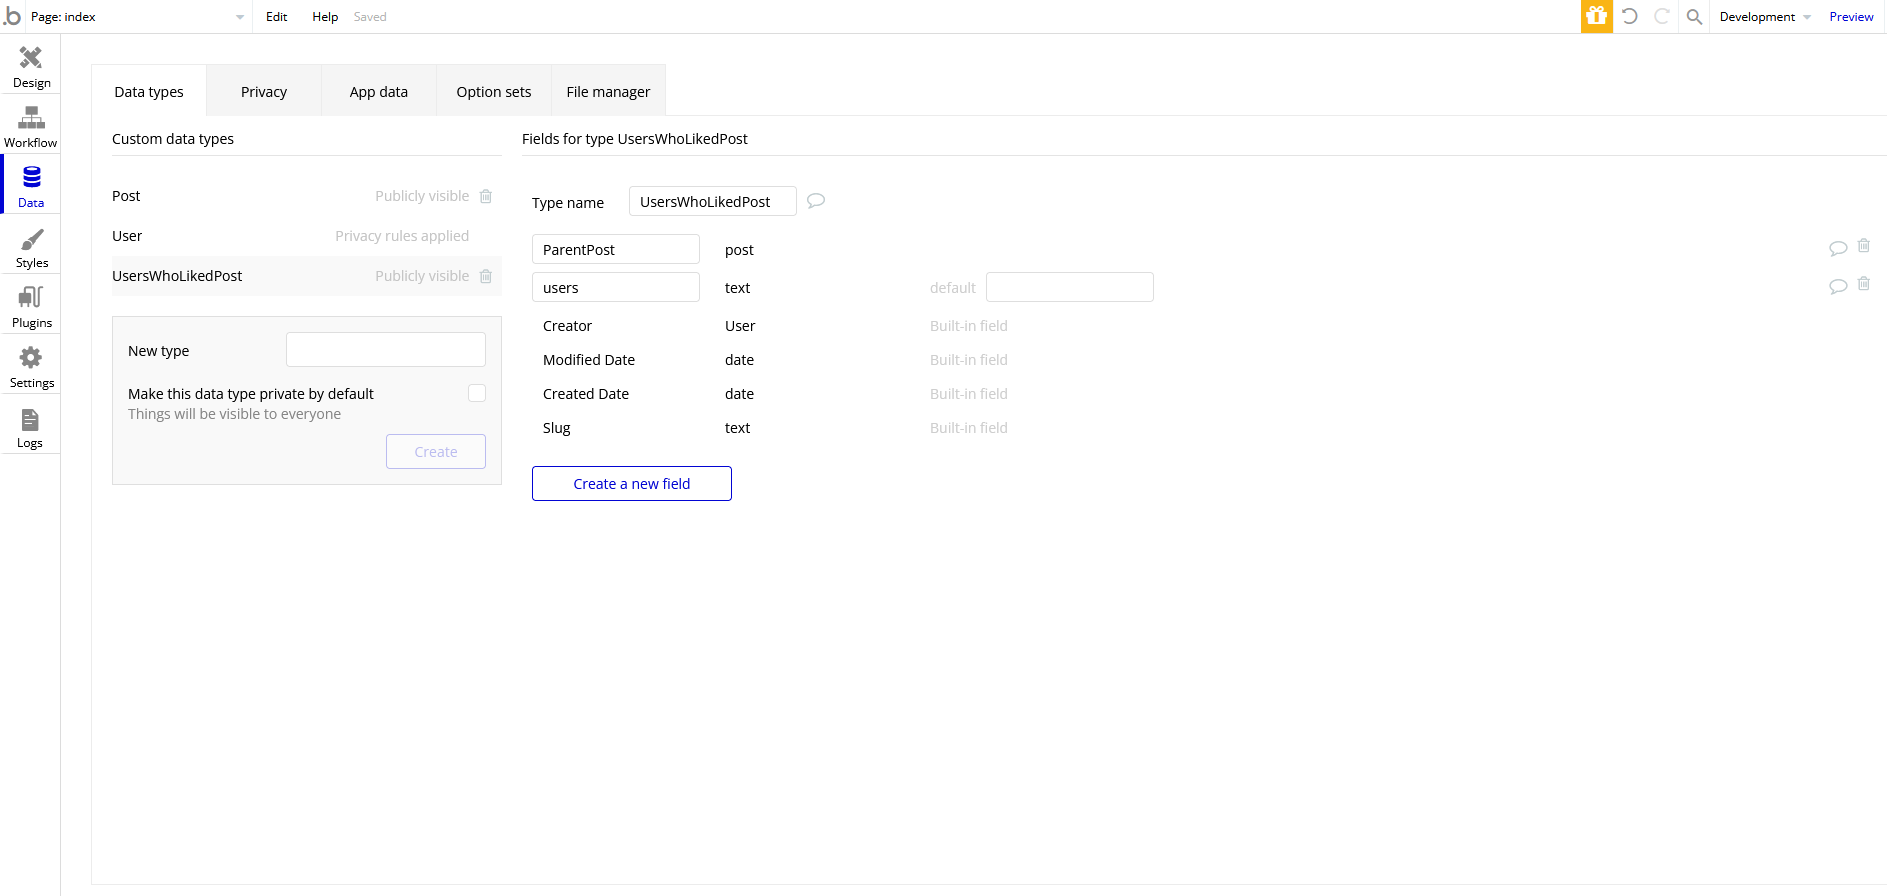 .b Page: index Edit Help Saved Development Preview
Design
Workflow
Data
Styles
Plugins
Settings
Logs
Data types Privacy App data Option sets File manager
Custom data types
Post Publicly visible
User Privacy rules applied
UsersWhoLikedPost Publicly visible
New type
Make this data type private by default
Things will be visible to everyone
Create
Fields for type UsersWhoLikedPost
Type name UsersWhoLikedPost
ParentPost post
users text default
Creator User Built-in field
Modified Date date Built-in field
Created Date date Built-in field
Slug text Built-in field
Create a new field